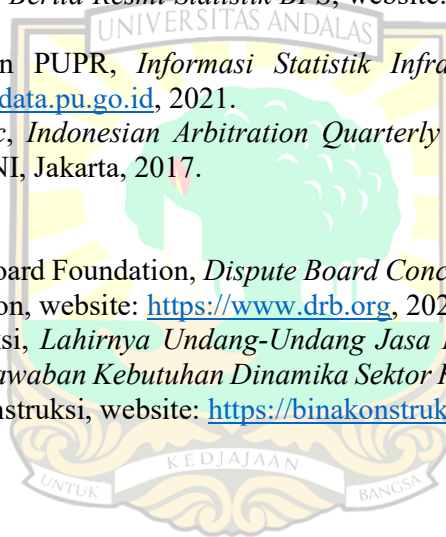 Berita Resmi Statistik BPS, website:
UNIVERSITAS ANDALAS
n PUPR, Informasi Statistik Infra
data.pu.go.id, 2021.
c, Indonesian Arbitration Quarterly
NI, Jakarta, 2017.
oard Foundation, Dispute Board Conc
on, website: https://www.drb.org, 202
ksi, Lahirnya Undang-Undang Jasa
awaban Kebutuhan Dinamika Sektor
nstruksi, website: https://binakonstruk
UNTUK KEDJAJAAN BANGSA